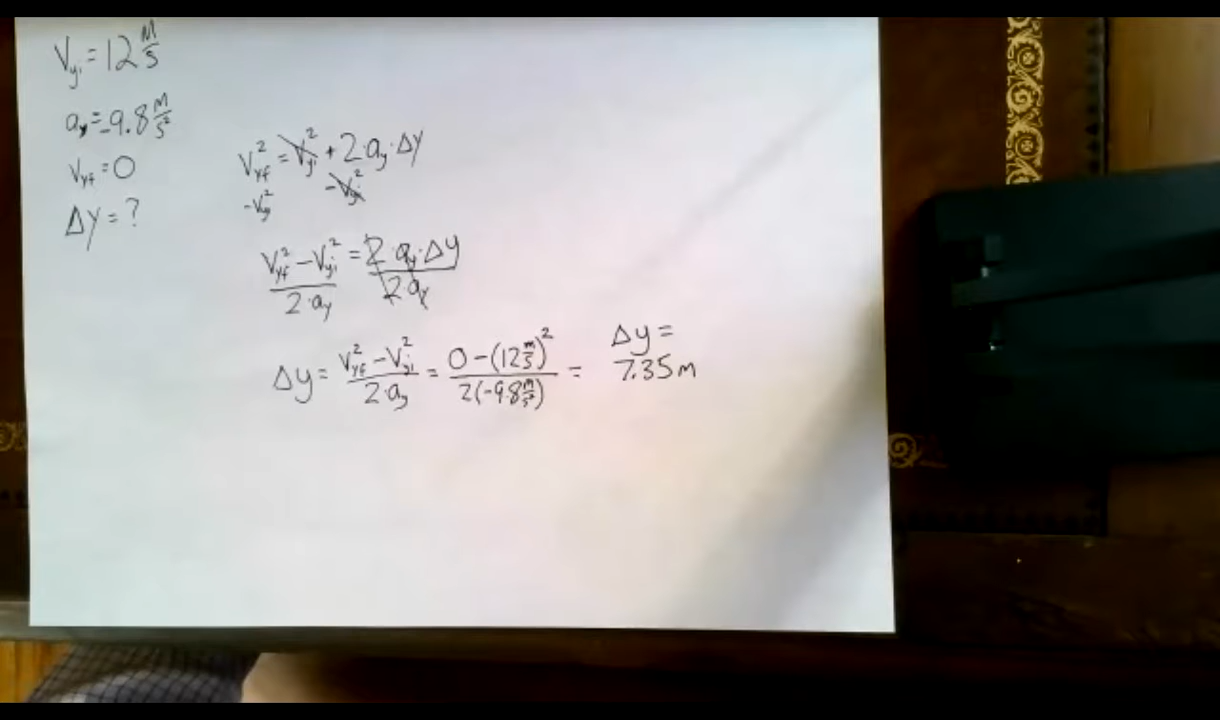 Vyi = 12 M/S
ay = -9.8 M/S²
Vyf = 0
ΔY = ?
Vyf² = Vyi² + 2·ay·ΔY
-Vyi² -Vyi²
Vyf² - Vyi² = 2·ay·Δy
2·ay 2ay
Δy = (Vyf² - Vyi²)/(2·ay) = (0 - (12 m/s)²)/(2(-9.8 m/s²)) = Δy =
7.35m